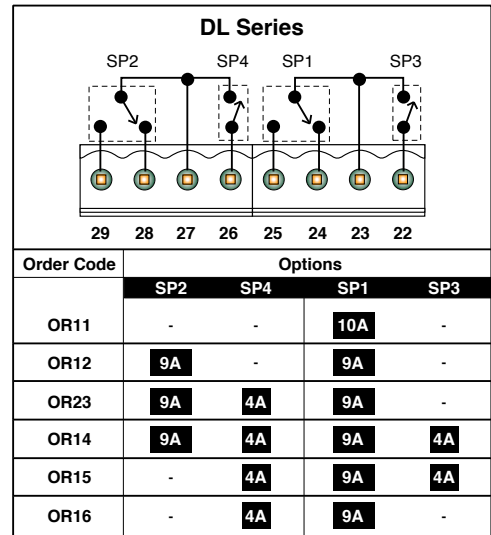 DL Series
SP2 SP4 SP1 SP3
29 28 27 26 25 24 23 22
Order Code Options
SP2 SP4 SP1 SP3
OR11 - - 10A -
OR12 9A - 9A -
OR23 9A 4A 9A -
OR14 9A 4A 9A 4A
OR15 - 4A 9A 4A
OR16 - 4A 9A